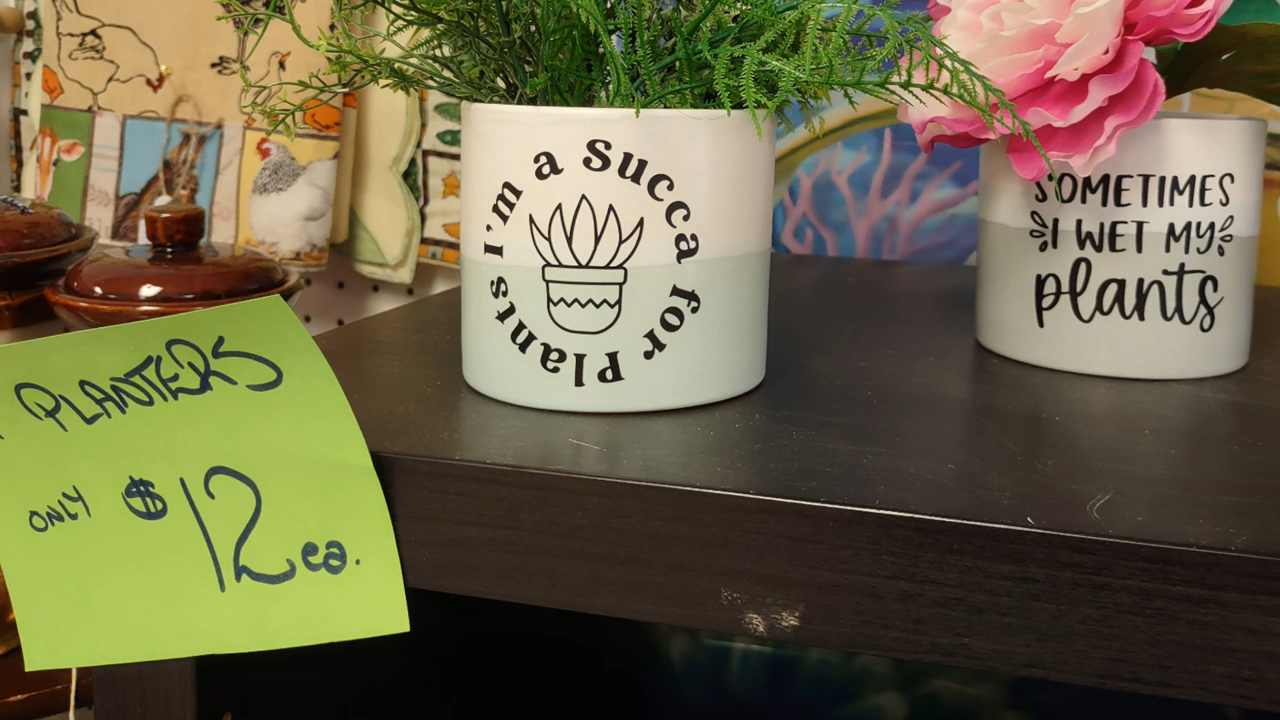 PLANTERS
ONLY $12 ea.
I'm a Succa for Plants
SOMETIMES
I WET MY
plants